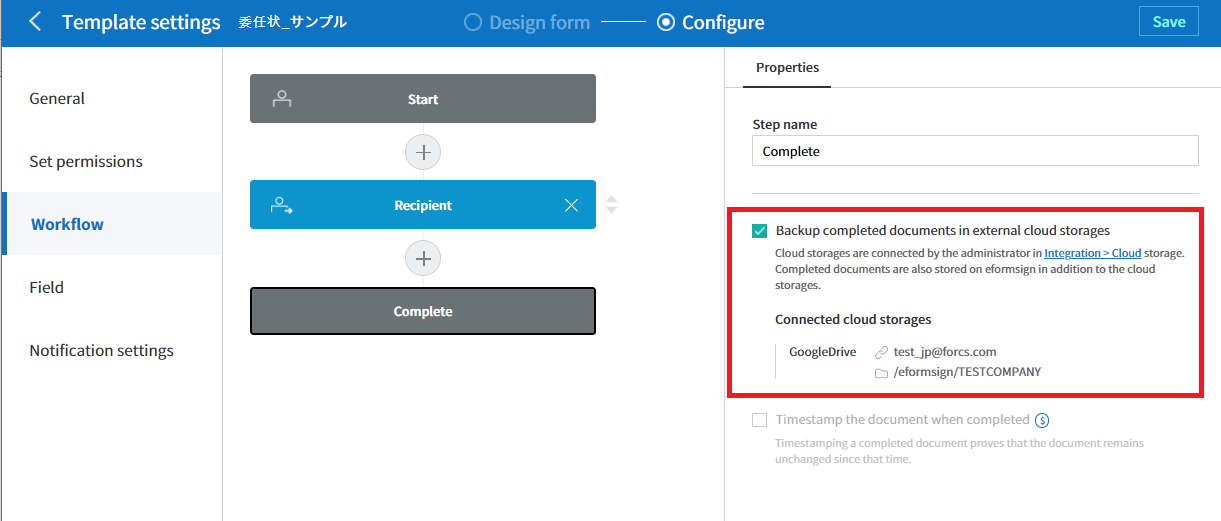 Template settings 委任状_サンプル Design form Configure Save
General
Set permissions
Workflow
Field
Notification settings
Start
Recipient
Complete
Properties
Step name
Complete
Backup completed documents in external cloud storages
Cloud storages are connected by the administrator in Integration > Cloud storage.
Completed documents are also stored on eformsign in addition to the cloud
storages.
Connected cloud storages
GoogleDrive test_jp@forcs.com
/eformsign/TESTCOMPANY
Timestamp the document when completed $
Timestamping a completed document proves that the document remains
unchanged since that time.